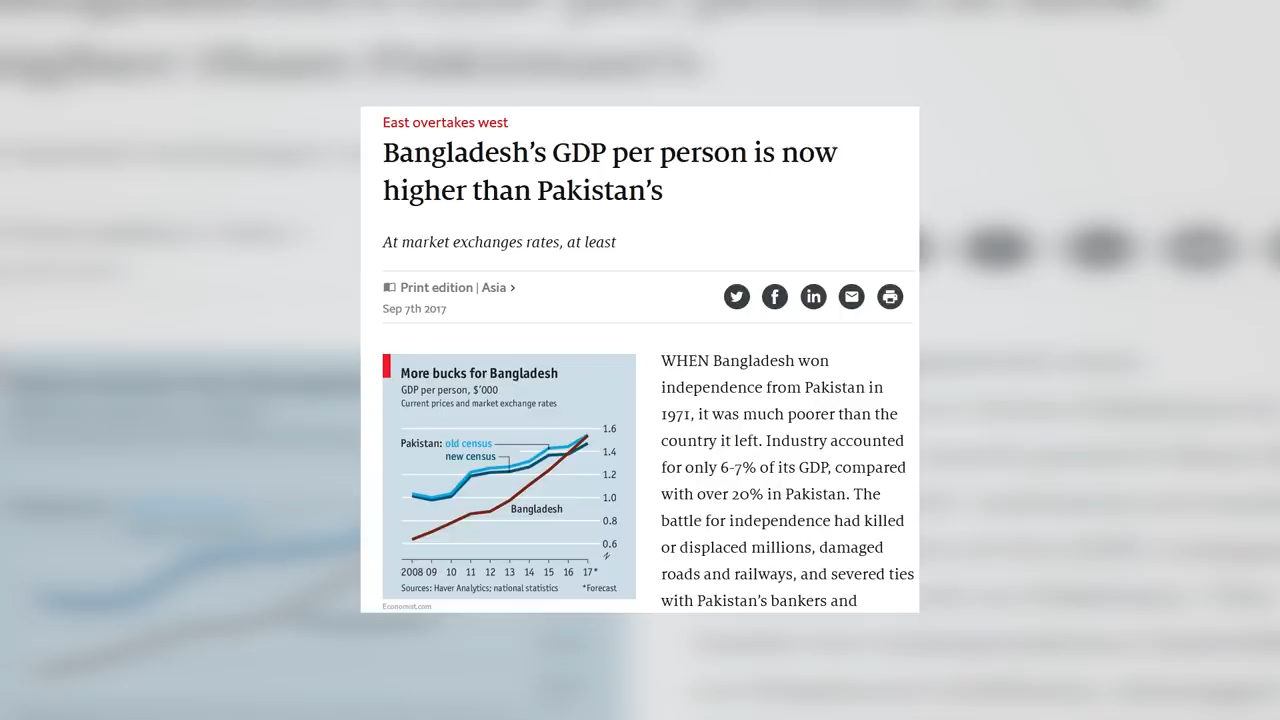 East overtakes west
Bangladesh’s GDP per person is now
higher than Pakistan’s
At market exchanges rates, at least
Print edition | Asia ›
Sep 7th 2017
More bucks for Bangladesh
GDP per person, $’000
Current prices and market exchange rates
1.6
Pakistan: old census
1.4
new census
1.2
1.0
Bangladesh
0.8
0.6
2008 09 10 11 12 13 14 15 16 17*
Sources: Haver Analytics; national statistics *Forecast
Economist.com
WHEN Bangladesh won
independence from Pakistan in
1971, it was much poorer than the
country it left. Industry accounted
for only 6-7% of its GDP, compared
with over 20% in Pakistan. The
battle for independence had killed
or displaced millions, damaged
roads and railways, and severed ties
with Pakistan’s bankers and